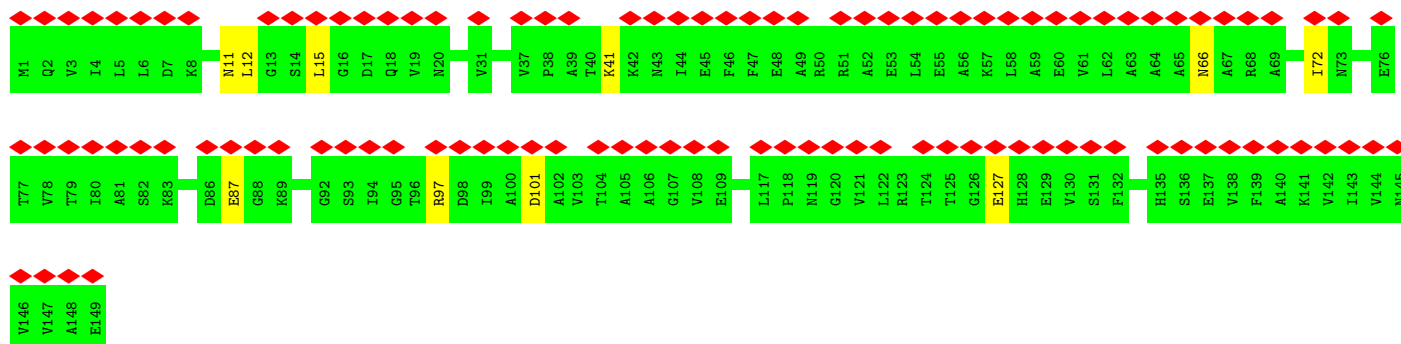 M1 Q2 V3 I4 L5 L6 D7 K8 N11 L12 G13 S14 L15 G16 D17 Q18 V19 N20 V31 V37 P38 A39 T40 K41 K42 N43 I44 E45 F46 F47 E48 A49 R50 R51 A52 E53 L54 E55 A56 K57 L58 A59 E60 V61 L62 A63 A64 A65 N66 A67 R68 A69 I72 N73 E76
T77 V78 T79 I80 A81 S82 K83 D86 E87 G88 K89 G92 S93 I94 G95 T96 R97 D98 I99 A100 D101 A102 V103 T104 A105 A106 G107 V108 E109 L117 P118 N119 G120 V121 L122 R123 T124 T125 G126 E127 H128 E129 V130 S131 F132 H135 S136 E137 V138 F139 A140 K141 V142 I143 V144 N145
V146 V147 A148 E149